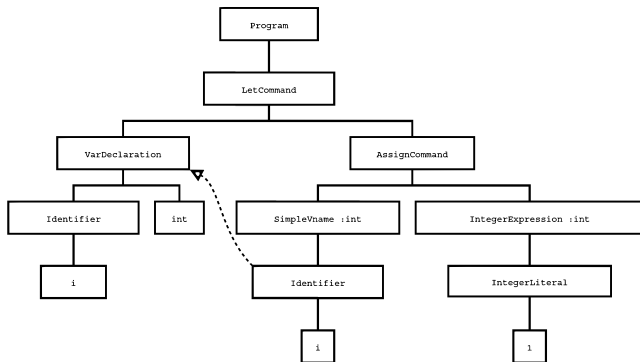 Program
LetCommand
VarDeclaration
AssignCommand
Identifier
int
SimpleVname :int
IntegerExpression :int
i
Identifier
IntegerLiteral
i
1